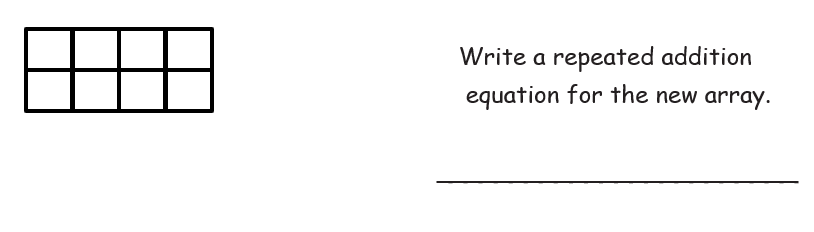 Write a repeated addition
equation for the new array.